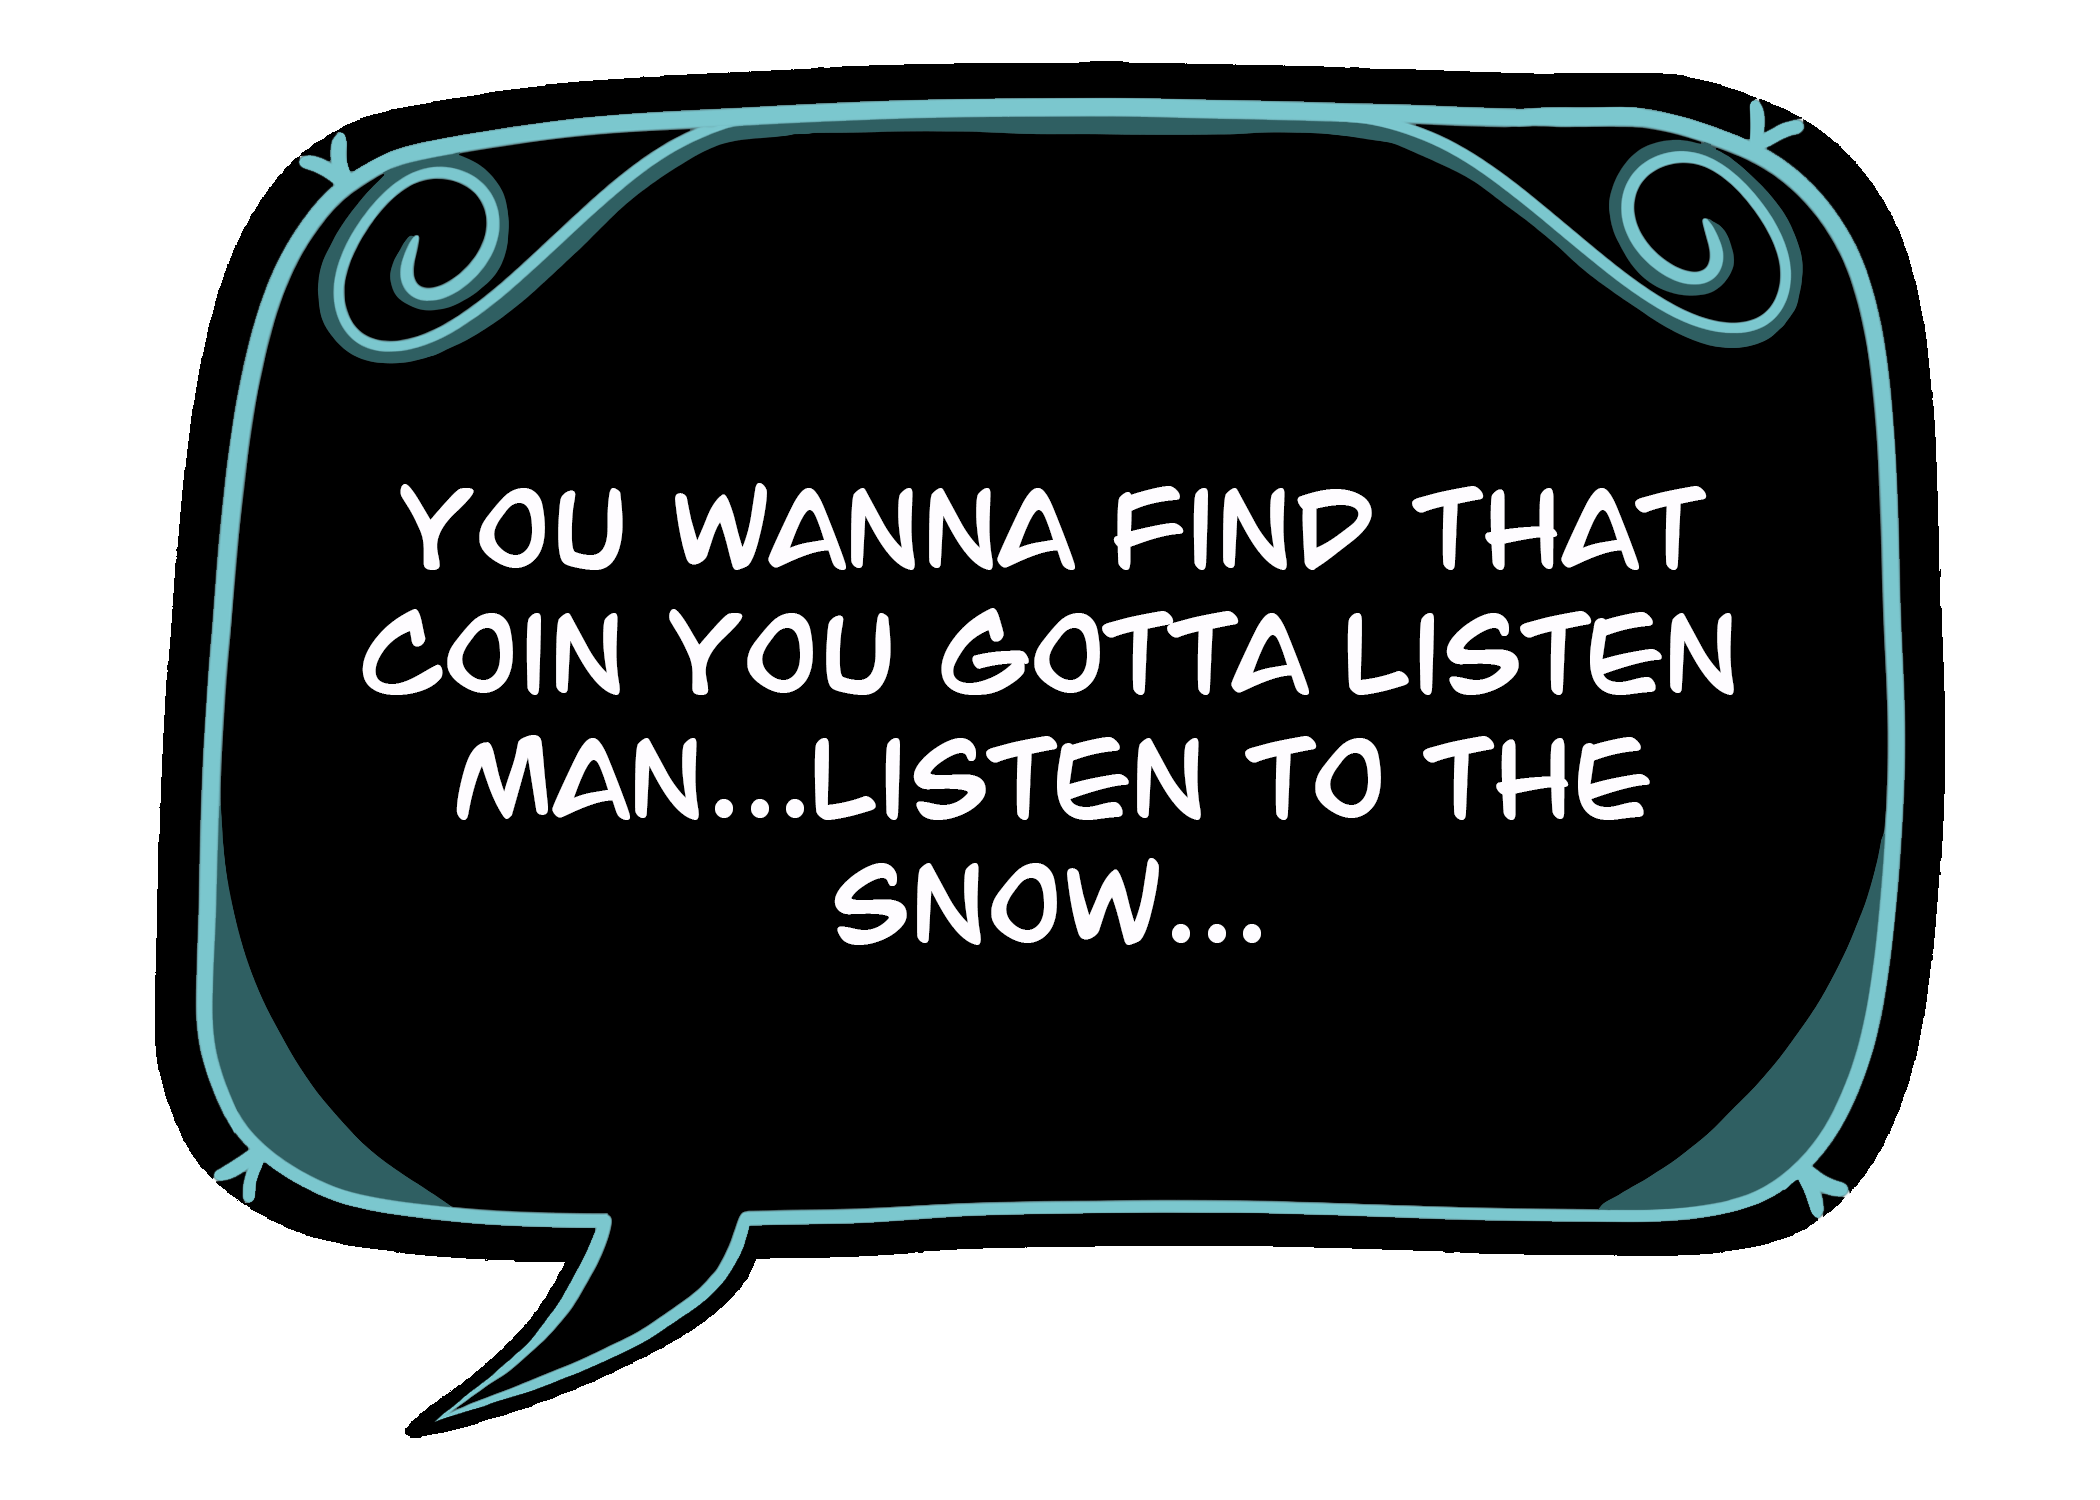 YOU WANNA FIND THAT
COIN YOU GOTTA LISTEN
MAN...LISTEN TO THE
SNOW...